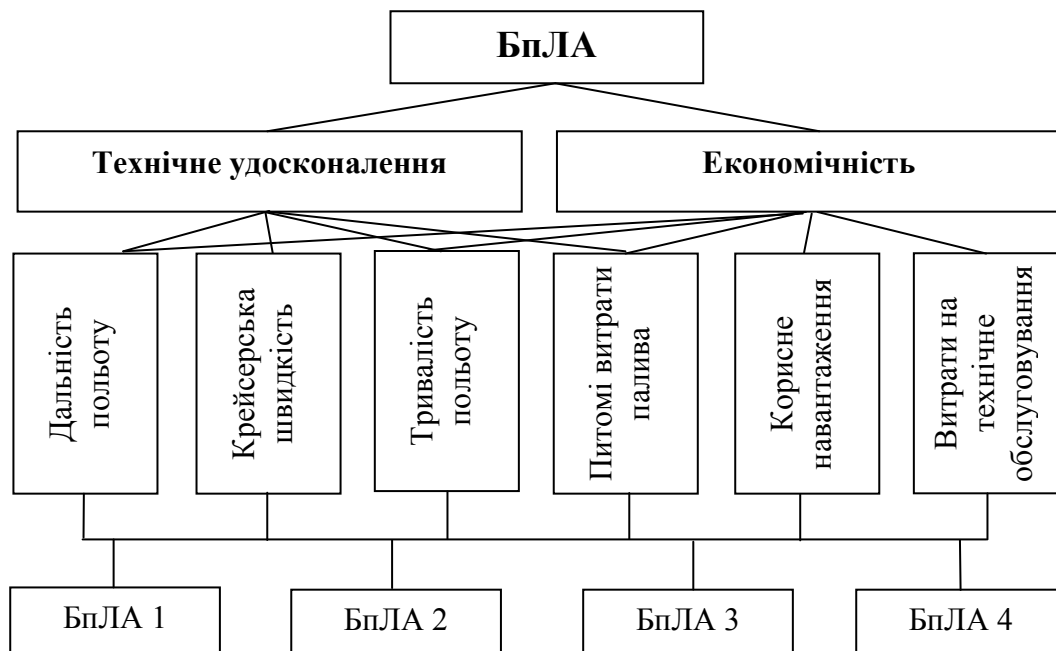 БпЛА
Технічне удосконалення
Економічність
Дальність
польоту
Крейсерська
швидкість
Тривалість
польоту
Питомі витрати
палива
Корисне
навантаження
Витрати на
технічне
обслуговування
БпЛА 1
БпЛА 2
БпЛА 3
БпЛА 4